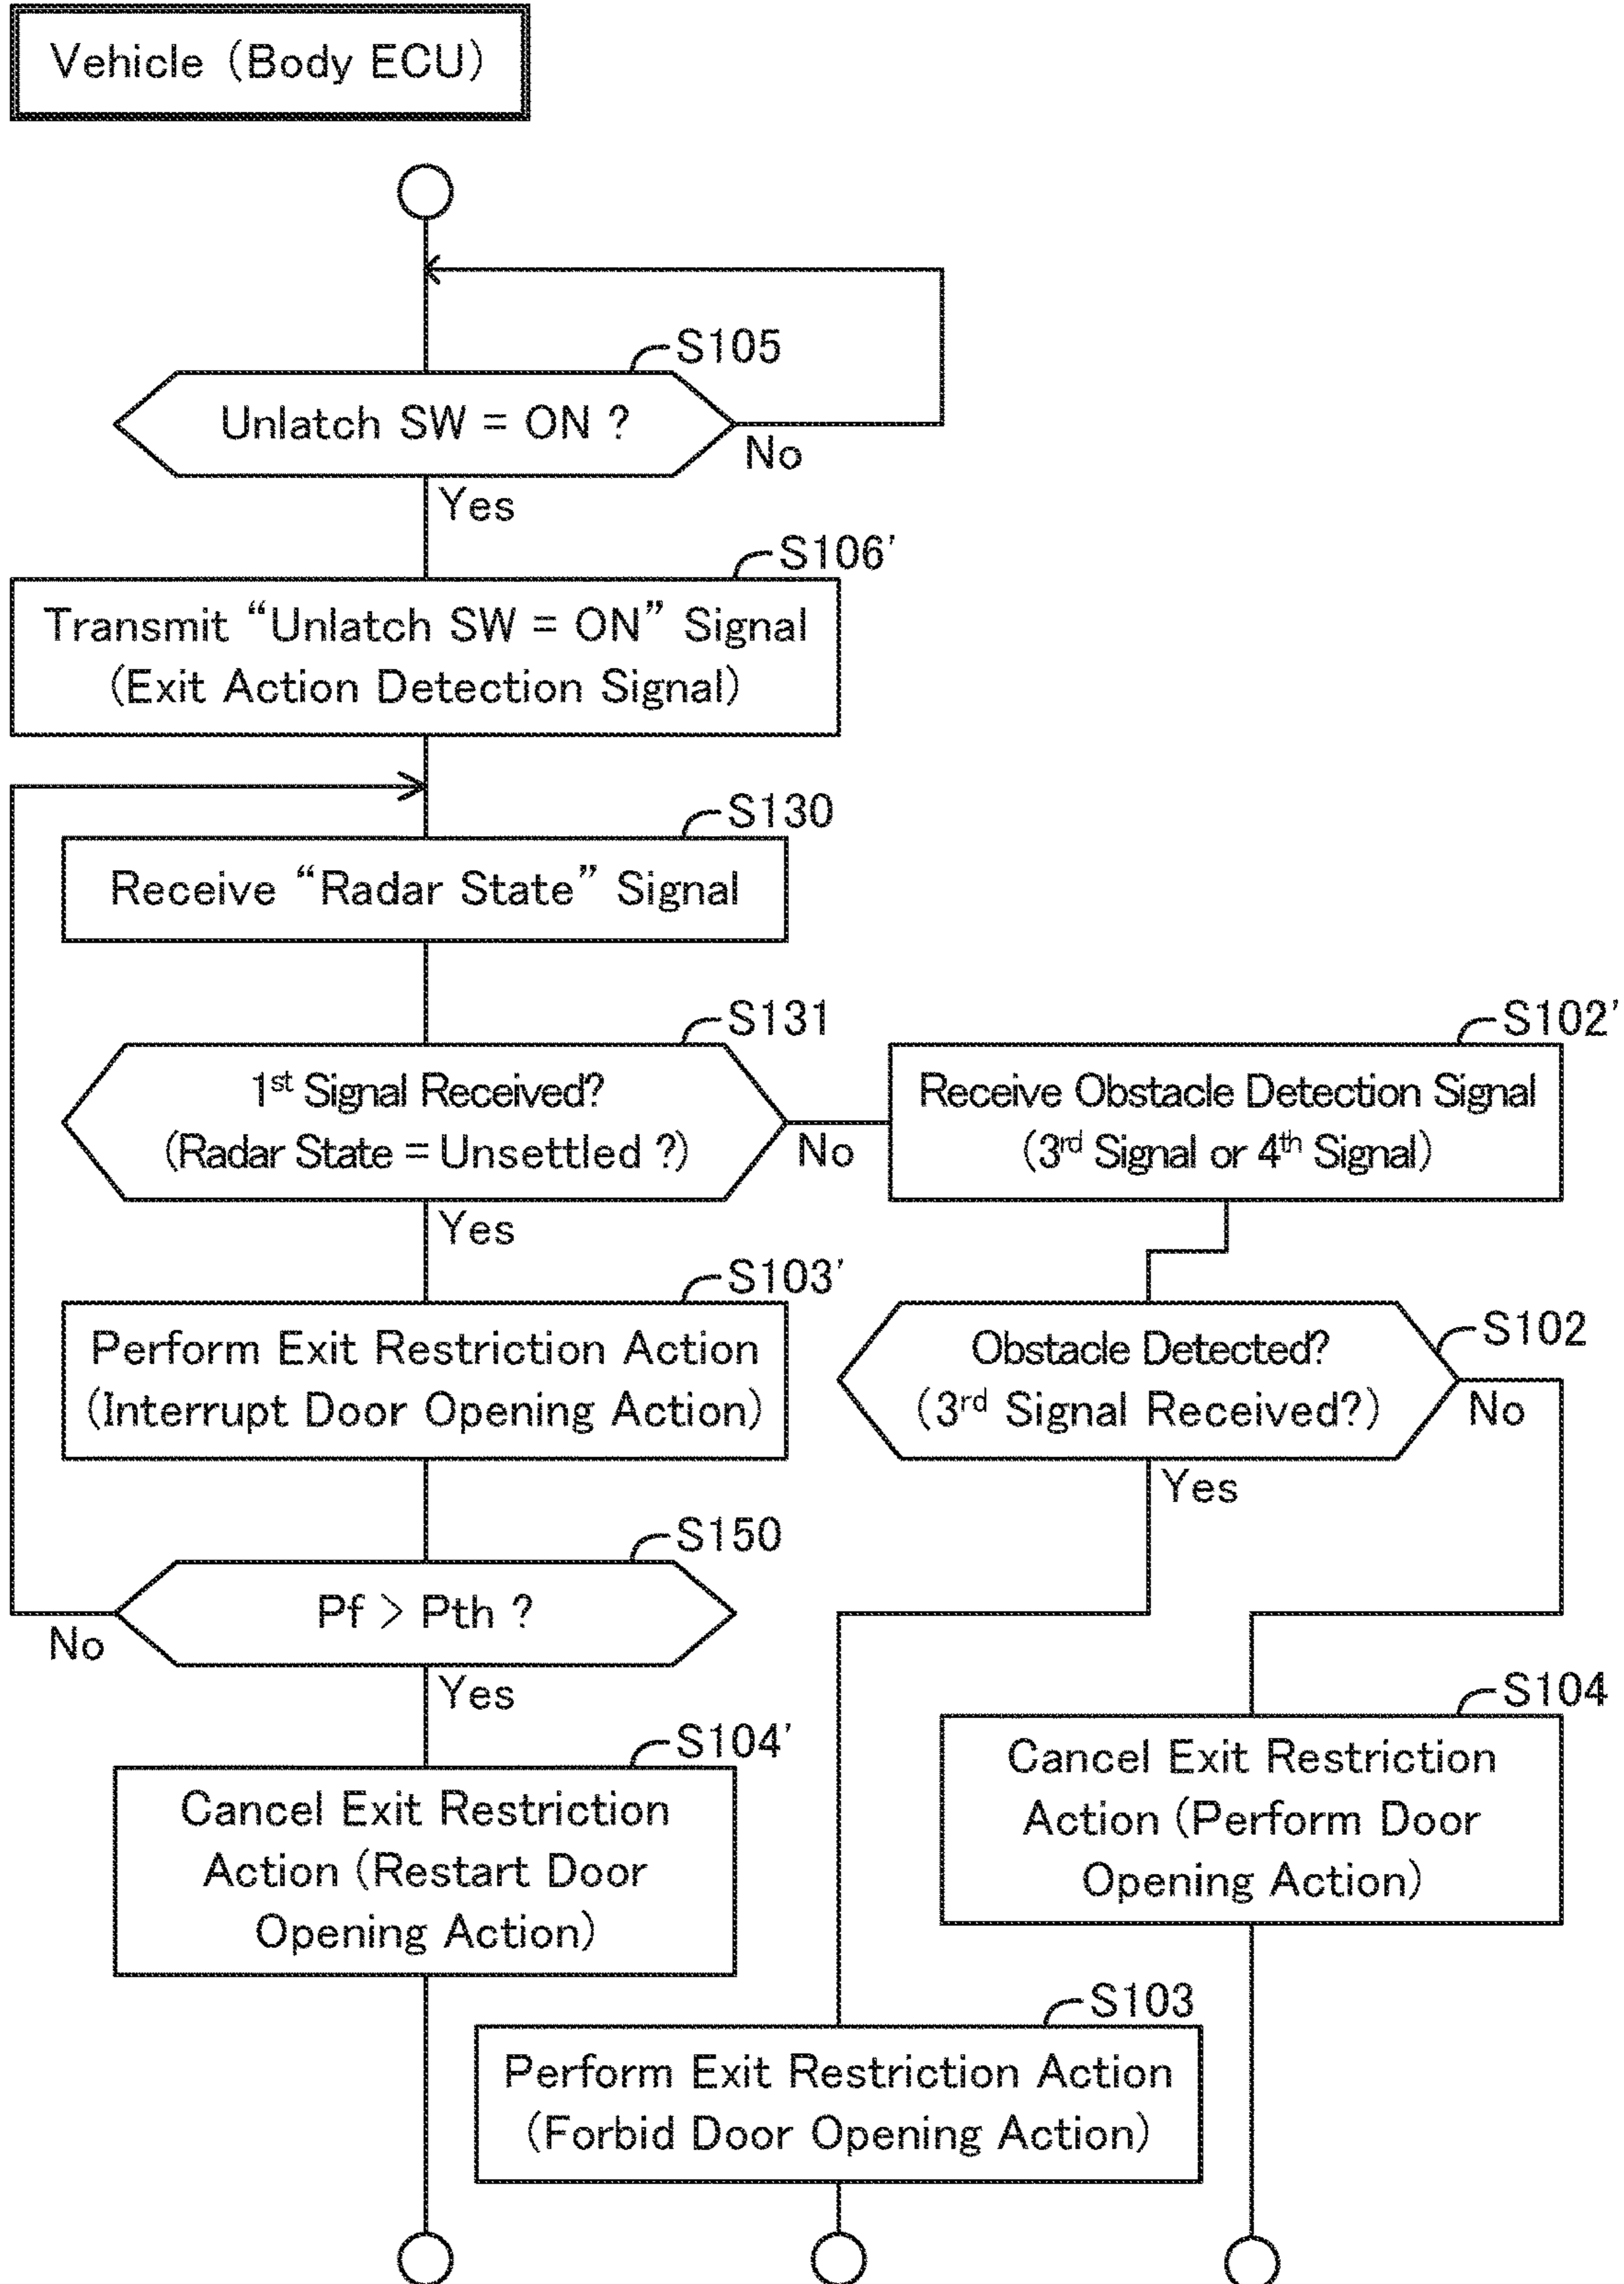 Vehicle (Body ECU)
S105
Unlatch SW = ON ?
No
Yes
S106'
Transmit “Unlatch SW = ON” Signal
(Exit Action Detection Signal)
S130
Receive “Radar State” Signal
S131
1st Signal Received?
(Radar State = Unsettled ?)
No
Yes
S102'
Receive Obstacle Detection Signal
(3rd Signal or 4th Signal)
S103'
Perform Exit Restriction Action
(Interrupt Door Opening Action)
S102
Obstacle Detected?
(3rd Signal Received?)
No
Yes
S150
Pf > Pth ?
No
Yes
S104'
Cancel Exit Restriction
Action (Restart Door
Opening Action)
S104
Cancel Exit Restriction
Action (Perform Door
Opening Action)
S103
Perform Exit Restriction Action
(Forbid Door Opening Action)